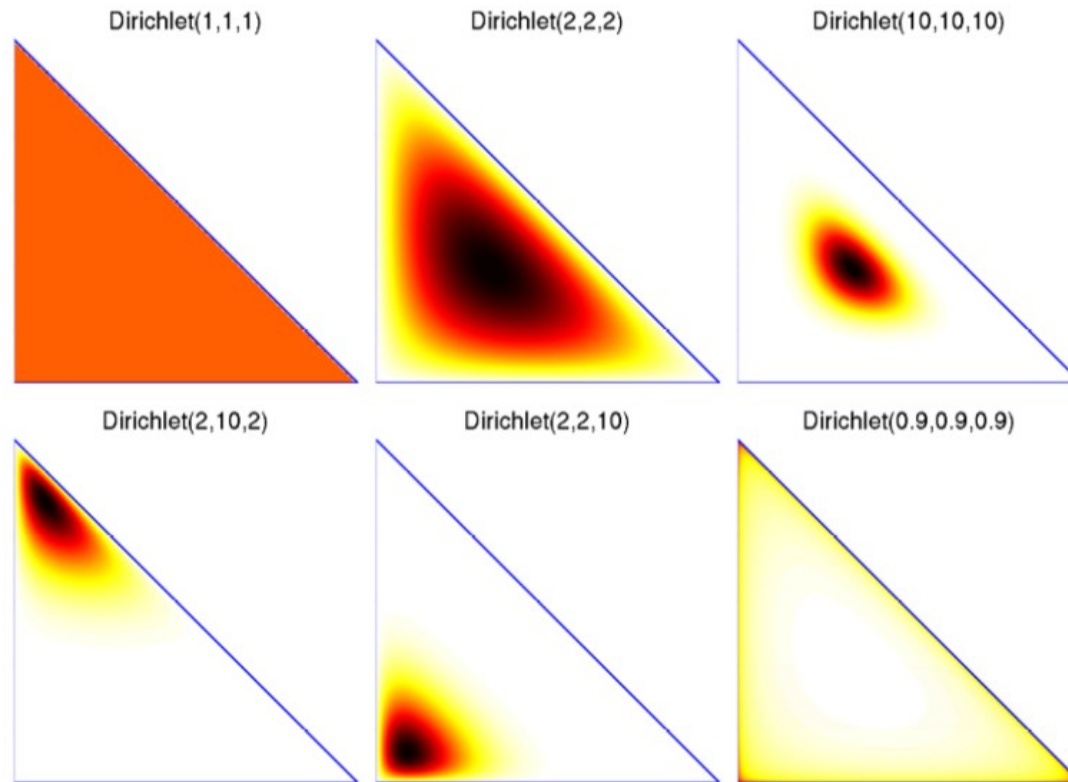 Dirichlet(1,1,1)
Dirichlet(2,2,2)
Dirichlet(10,10,10)
Dirichlet(2,10,2)
Dirichlet(2,2,10)
Dirichlet(0.9,0.9,0.9)